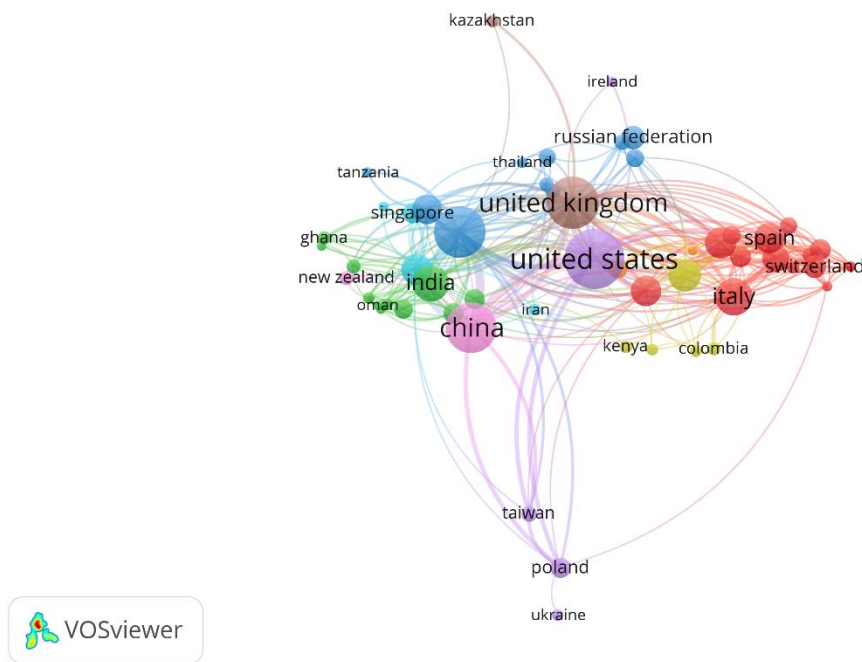 kazakhstan
ireland
russian federation
thailand
tanzania
united kingdom
singapore
ghana
spain
united states
switzerland
new zealand
india
italy
oman
iran
china
kenya
colombia
taiwan
poland
ukraine
VOSviewer